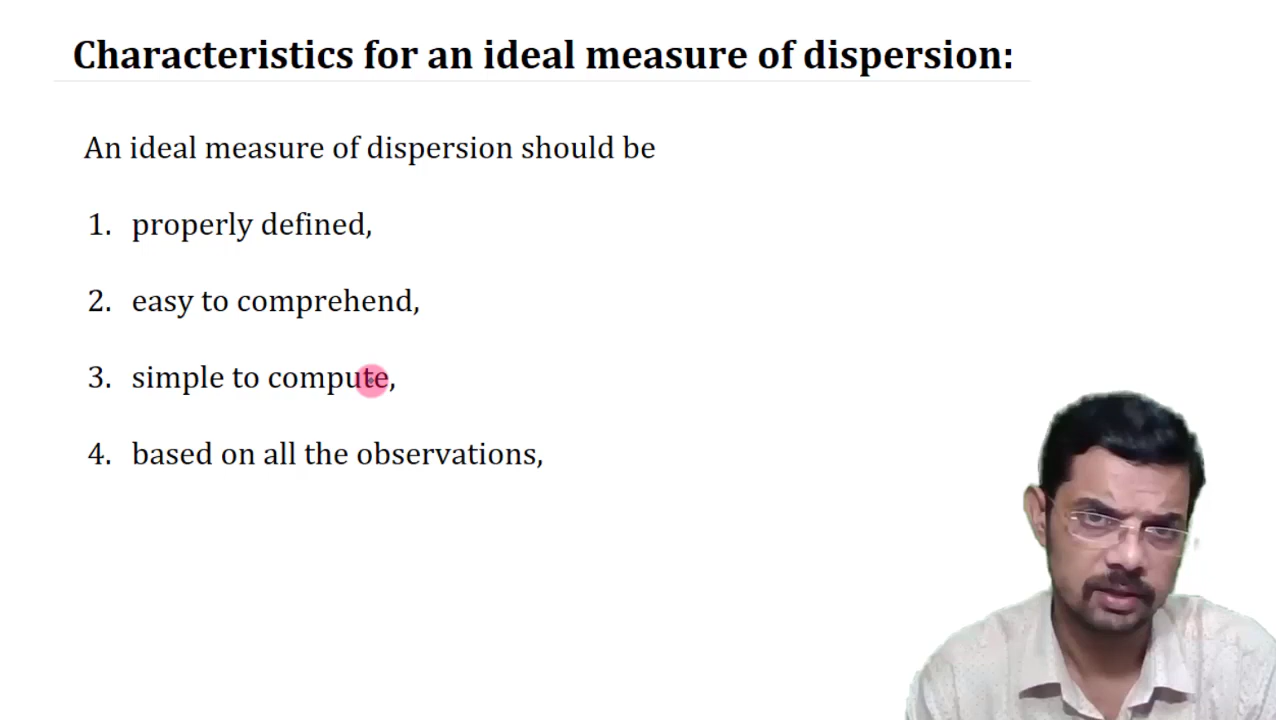 Characteristics for an ideal measure of dispersion:
An ideal measure of dispersion should be
1. properly defined,
2. easy to comprehend,
3. simple to compute,
4. based on all the observations,